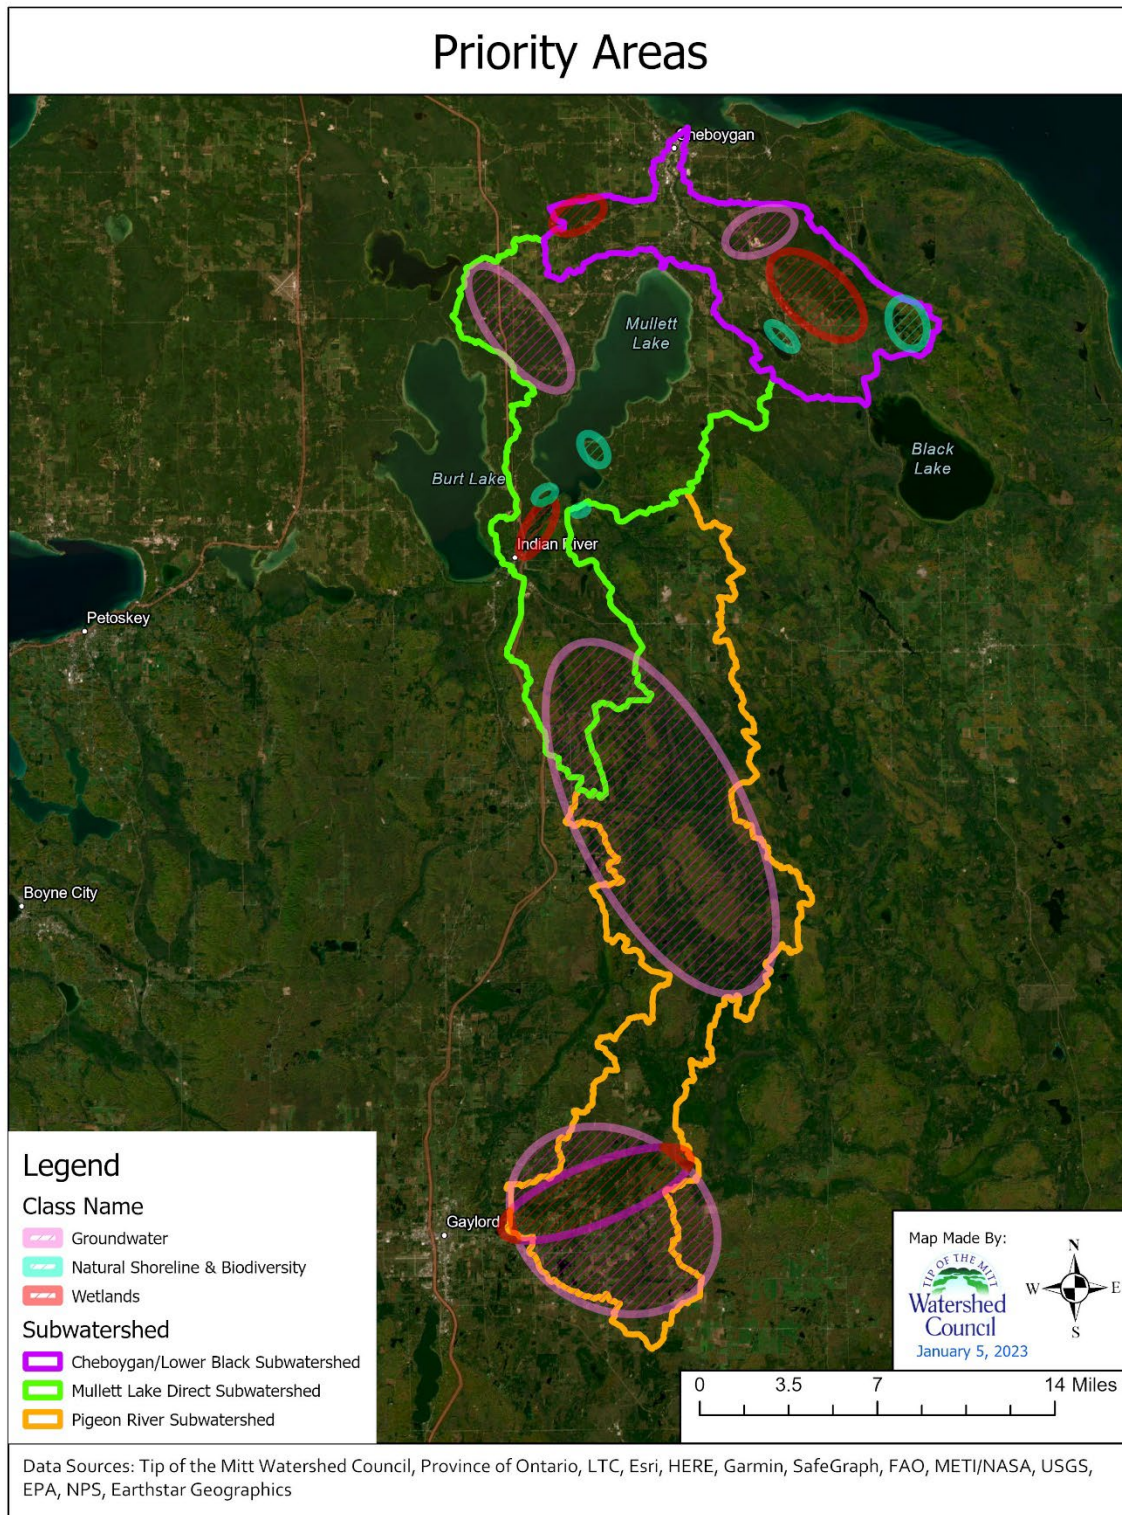 Priority Areas
Cheboygan
Mullett
Lake
Black
Lake
Burt Lake
Indian River
Petoskey
Boyne City
Gaylord
Legend
Class Name
Groundwater
Natural Shoreline & Biodiversity
Wetlands
Subwatershed
Cheboygan/Lower Black Subwatershed
Mullett Lake Direct Subwatershed
Pigeon River Subwatershed
Map Made By:
TIP OF THE MITT
Watershed
Council
January 5, 2023
N
W E
S
0 3.5 7 14 Miles
Data Sources: Tip of the Mitt Watershed Council, Province of Ontario, LTC, Esri, HERE, Garmin, SafeGraph, FAO, METI/NASA, USGS,
EPA, NPS, Earthstar Geographics